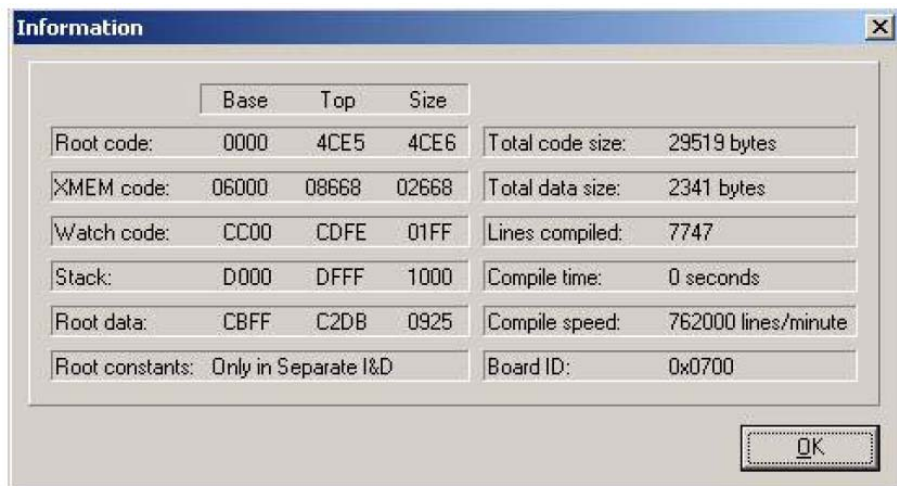 Information
Base Top Size
Root code: 0000 4CE5 4CE6 Total code size: 29519 bytes
XMEM code: 06000 08668 02668 Total data size: 2341 bytes
Watch code: CC00 CDFE 01FF Lines compiled: 7747
Stack: D000 DFFF 1000 Compile time: 0 seconds
Root data: CBFF C2DB 0925 Compile speed: 762000 lines/minute
Root constants: Only in Separate I&D Board ID: 0x0700
OK